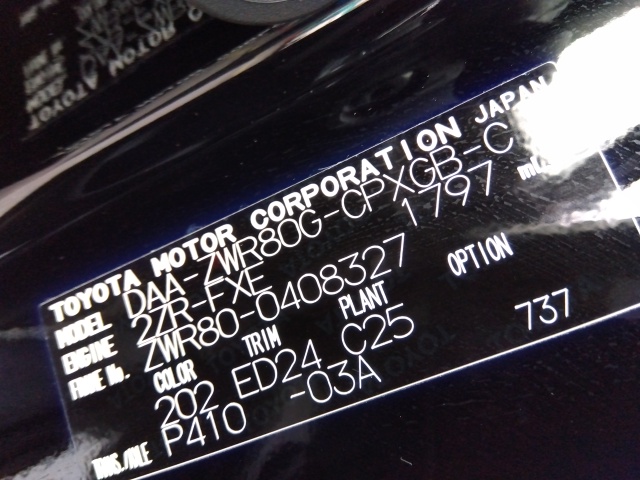 TOYOTA MOTOR CORPORATION JAPAN
MODEL DAA-ZWR80G-CPXGB-C
ENGINE 2ZR-FXE 1797
FRAME No. ZWR80-0408327
COLOR TRIM PLANT OPTION
202 ED24 C25 737
TRNS./AXLE P410 -03A